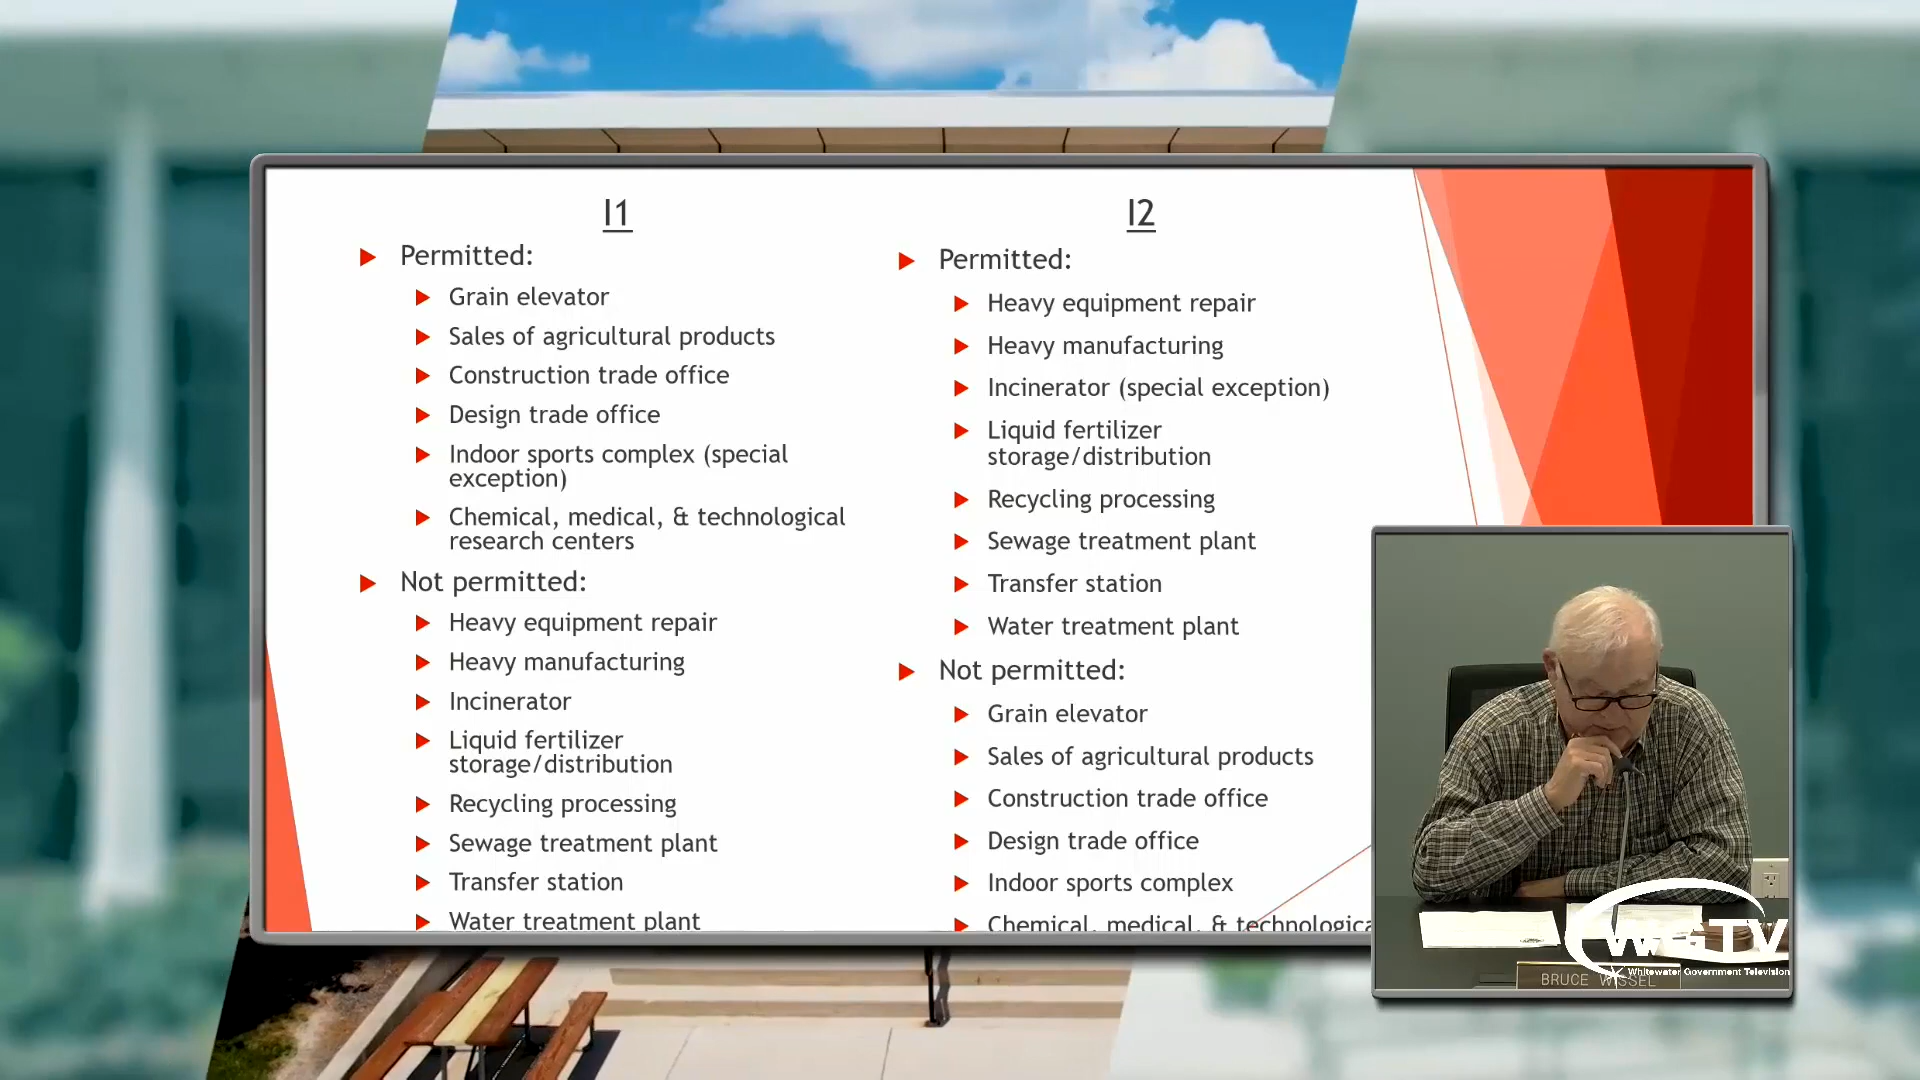 I1
Permitted:
Grain elevator
Sales of agricultural products
Construction trade office
Design trade office
Indoor sports complex (special
exception)
Chemical, medical, & technological
research centers
Not permitted:
Heavy equipment repair
Heavy manufacturing
Incinerator
Liquid fertilizer
storage/distribution
Recycling processing
Sewage treatment plant
Transfer station
Water treatment plant
I2
Permitted:
Heavy equipment repair
Heavy manufacturing
Incinerator (special exception)
Liquid fertilizer
storage/distribution
Recycling processing
Sewage treatment plant
Transfer station
Water treatment plant
Not permitted:
Grain elevator
Sales of agricultural products
Construction trade office
Design trade office
Indoor sports complex
Chemical, medical, & technologica
WGTV
Whitewater Government Television
BRUCE WISSEL